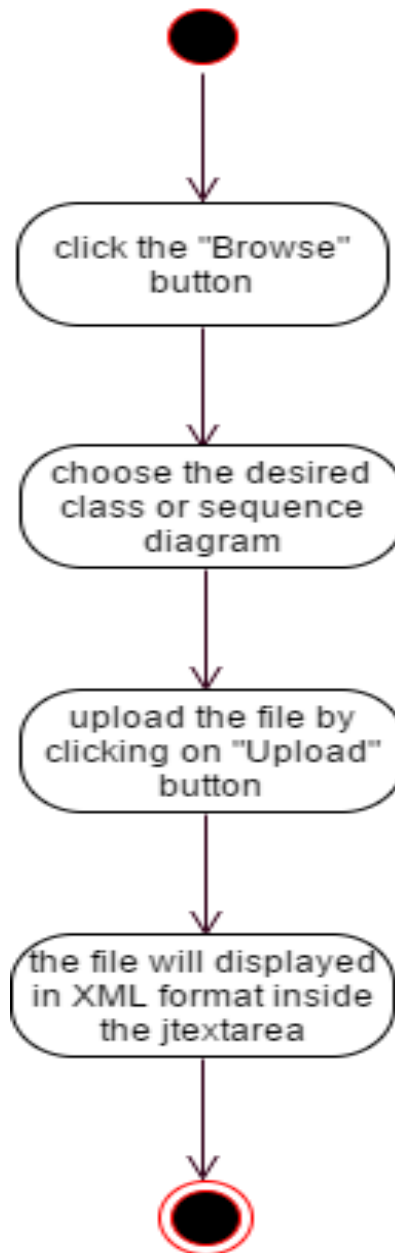 click the "Browse"
button
choose the desired
class or sequence
diagram
upload the file by
clicking on "Upload"
button
the file will displayed
in XML format inside
the jtextarea